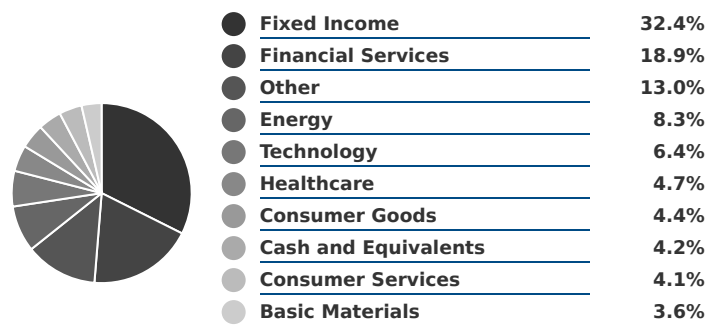 Fixed Income 32.4%
Financial Services 18.9%
Other 13.0%
Energy 8.3%
Technology 6.4%
Healthcare 4.7%
Consumer Goods 4.4%
Cash and Equivalents 4.2%
Consumer Services 4.1%
Basic Materials 3.6%